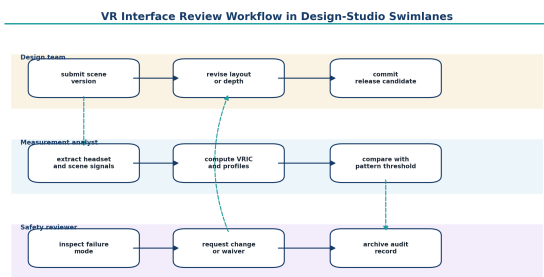 VR Interface Review Workflow in Design-Studio Swimlanes
Design team
submit scene
version
revise layout
or depth
commit
release candidate
Measurement analyst
extract headset
and scene signals
compute VRIC
and profiles
compare with
pattern threshold
Safety reviewer
inspect failure
mode
request change
or waiver
archive audit
record